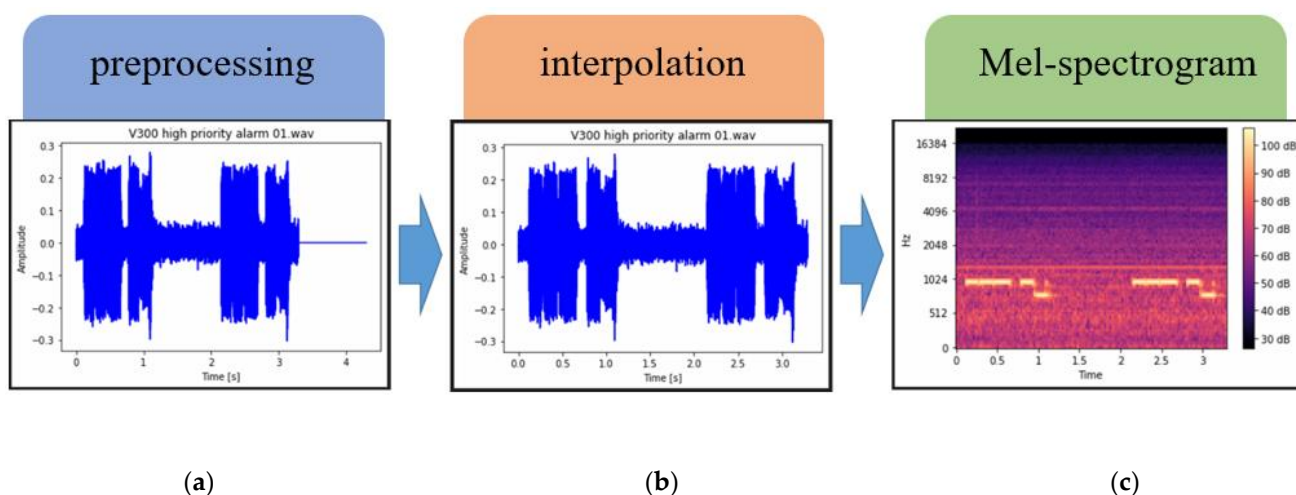 preprocessing
interpolation
Mel-spectrogram
V300 high priority alarm 01.wav
0.3
0.2
0.1
0.0
−0.1
−0.2
−0.3
Amplitude
0 1 2 3 4
Time [s]
V300 high priority alarm 01.wav
0.3
0.2
0.1
0.0
−0.1
−0.2
−0.3
Amplitude
0.0 0.5 1.0 1.5 2.0 2.5 3.0
Time [s]
16384
8192
4096
2048
1024
512
0
Hz
0 0.5 1 1.5 2 2.5 3
Time
100 dB
90 dB
80 dB
70 dB
60 dB
50 dB
40 dB
30 dB
(a) (b) (c)